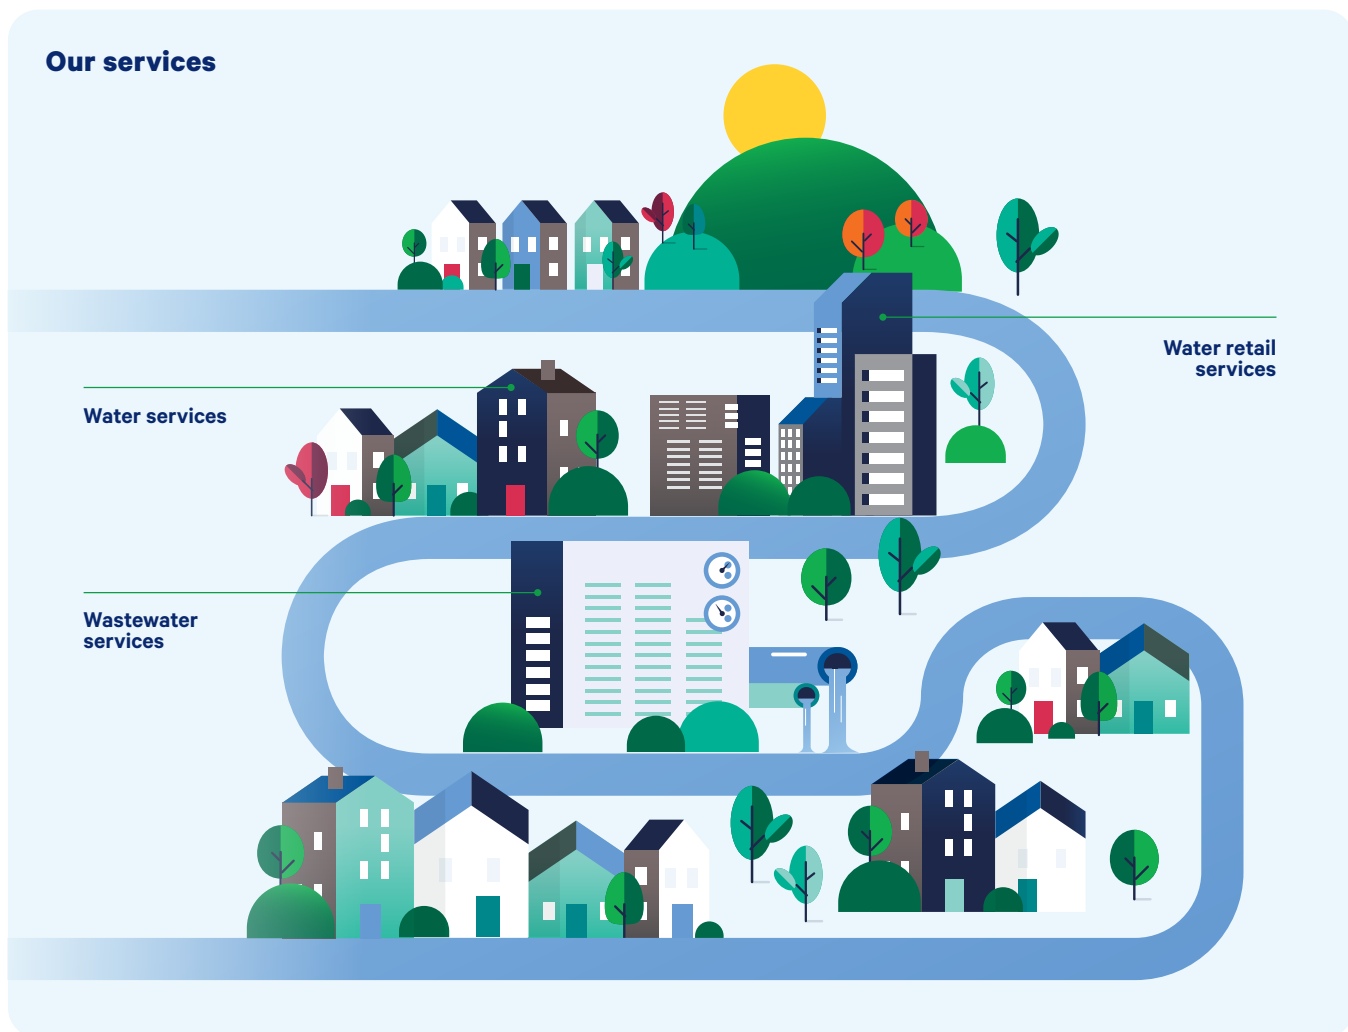 Our services
Water retail
services
Water services
Wastewater
services